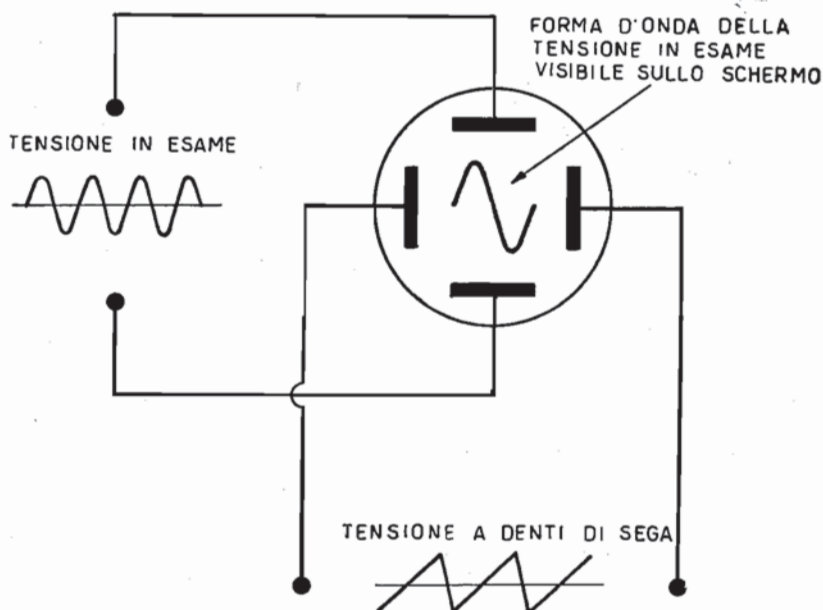 FORMA D'ONDA DELLA
TENSIONE IN ESAME
VISIBILE SULLO SCHERMO
TENSIONE IN ESAME
TENSIONE A DENTI DI SEGA